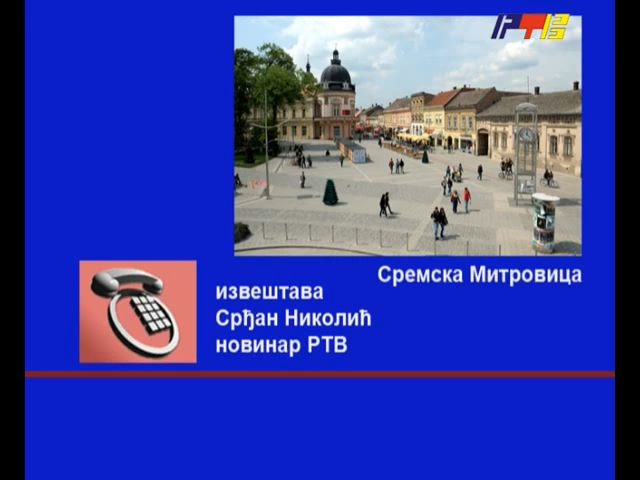 РТВ
Сремска Митровица
извештава
Срђан Николић
новинар РТВ